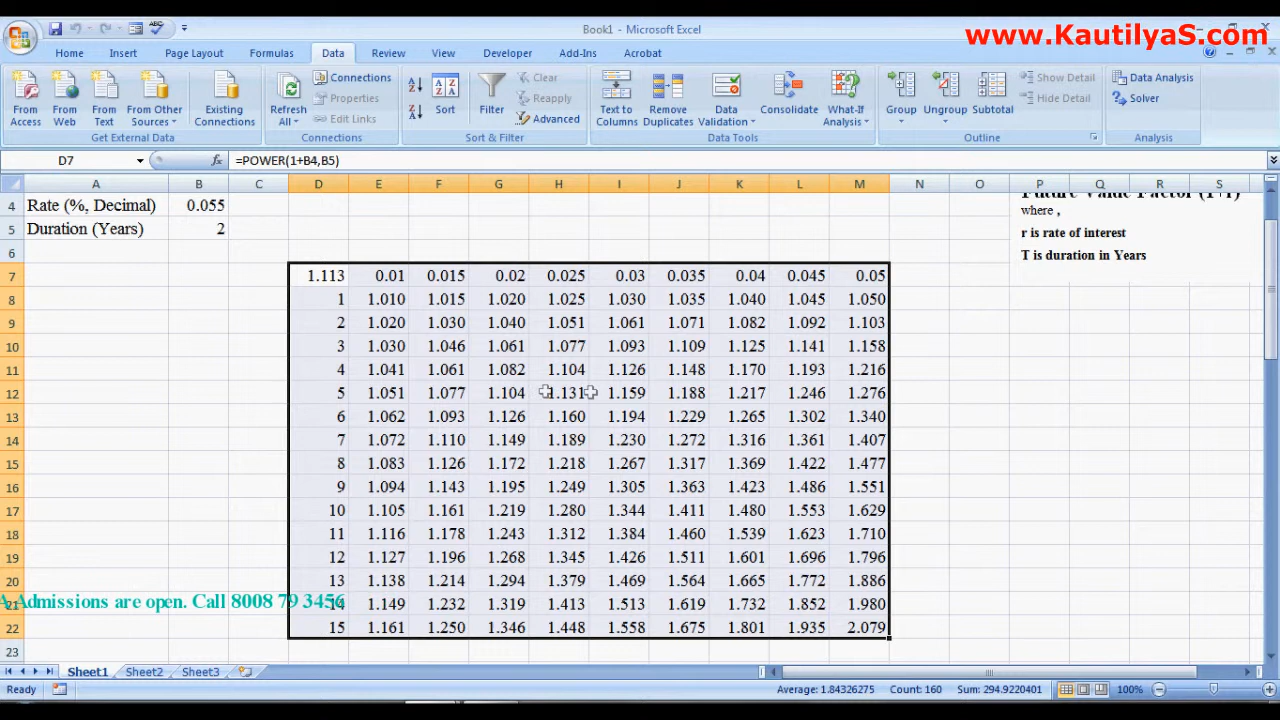 Book1 - Microsoft Excel
www.KautilyaS.com
Home Insert Page Layout Formulas Data Review View Developer Add-Ins Acrobat
From Access
From Web
From Text
From Other Sources
Existing Connections
Get External Data
Refresh All
Connections
Properties
Edit Links
Connections
Sort
Filter
Clear
Reapply
Advanced
Sort & Filter
Text to Columns
Remove Duplicates
Data Validation
Consolidate
What-If Analysis
Data Tools
Group
Ungroup
Subtotal
Show Detail
Hide Detail
Outline
Data Analysis
Solver
Analysis
D7 fx =POWER(1+B4,B5)
A B C D E F G H I J K L M N O P Q R S
Future Value Factor (1+r)
4 Rate (%, Decimal) 0.055 where ,
5 Duration (Years) 2 r is rate of interest
6 T is duration in Years
7 1.113 0.01 0.015 0.02 0.025 0.03 0.035 0.04 0.045 0.05
8 1 1.010 1.015 1.020 1.025 1.030 1.035 1.040 1.045 1.050
9 2 1.020 1.030 1.040 1.051 1.061 1.071 1.082 1.092 1.103
10 3 1.030 1.046 1.061 1.077 1.093 1.109 1.125 1.141 1.158
11 4 1.041 1.061 1.082 1.104 1.126 1.148 1.170 1.193 1.216
12 5 1.051 1.077 1.104 1.131 1.159 1.188 1.217 1.246 1.276
13 6 1.062 1.093 1.126 1.160 1.194 1.229 1.265 1.302 1.340
14 7 1.072 1.110 1.149 1.189 1.230 1.272 1.316 1.361 1.407
15 8 1.083 1.126 1.172 1.218 1.267 1.317 1.369 1.422 1.477
16 9 1.094 1.143 1.195 1.249 1.305 1.363 1.423 1.486 1.551
17 10 1.105 1.161 1.219 1.280 1.344 1.411 1.480 1.553 1.629
18 11 1.116 1.178 1.243 1.312 1.384 1.460 1.539 1.623 1.710
19 12 1.127 1.196 1.268 1.345 1.426 1.511 1.601 1.696 1.796
20 13 1.138 1.214 1.294 1.379 1.469 1.564 1.665 1.772 1.886
21 14 1.149 1.232 1.319 1.413 1.513 1.619 1.732 1.852 1.980
A Admissions are open. Call 8008 79 3456
22 15 1.161 1.250 1.346 1.448 1.558 1.675 1.801 1.935 2.079
23
Sheet1 Sheet2 Sheet3
Ready Average: 1.84326275 Count: 160 Sum: 294.9220401 100%